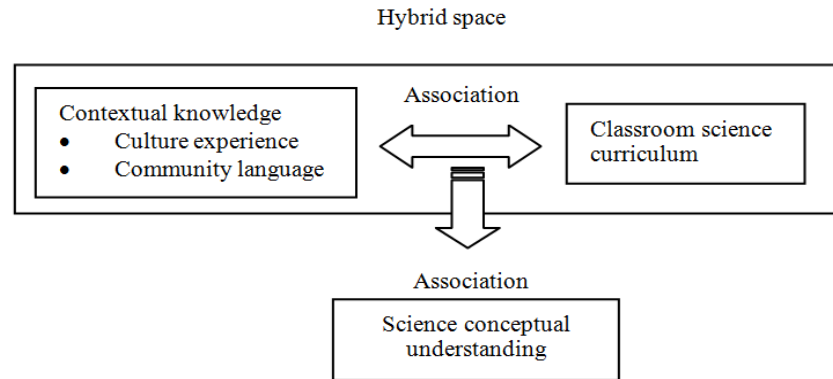 Hybrid space
Contextual knowledge
• Culture experience
• Community language
Association
Classroom science
curriculum
Association
Science conceptual
understanding